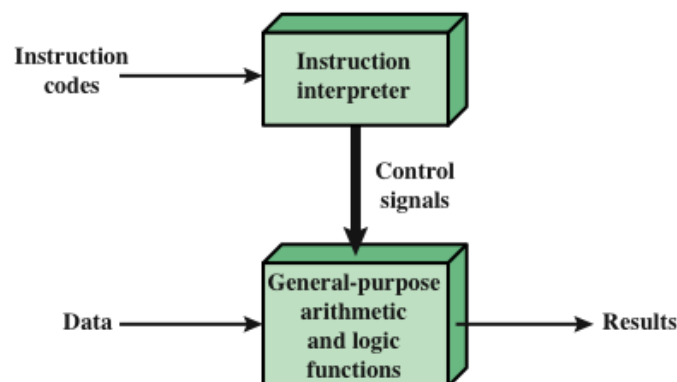 Instruction
codes
Instruction
interpreter
Control
signals
Data
General-purpose
arithmetic
and logic
functions
Results